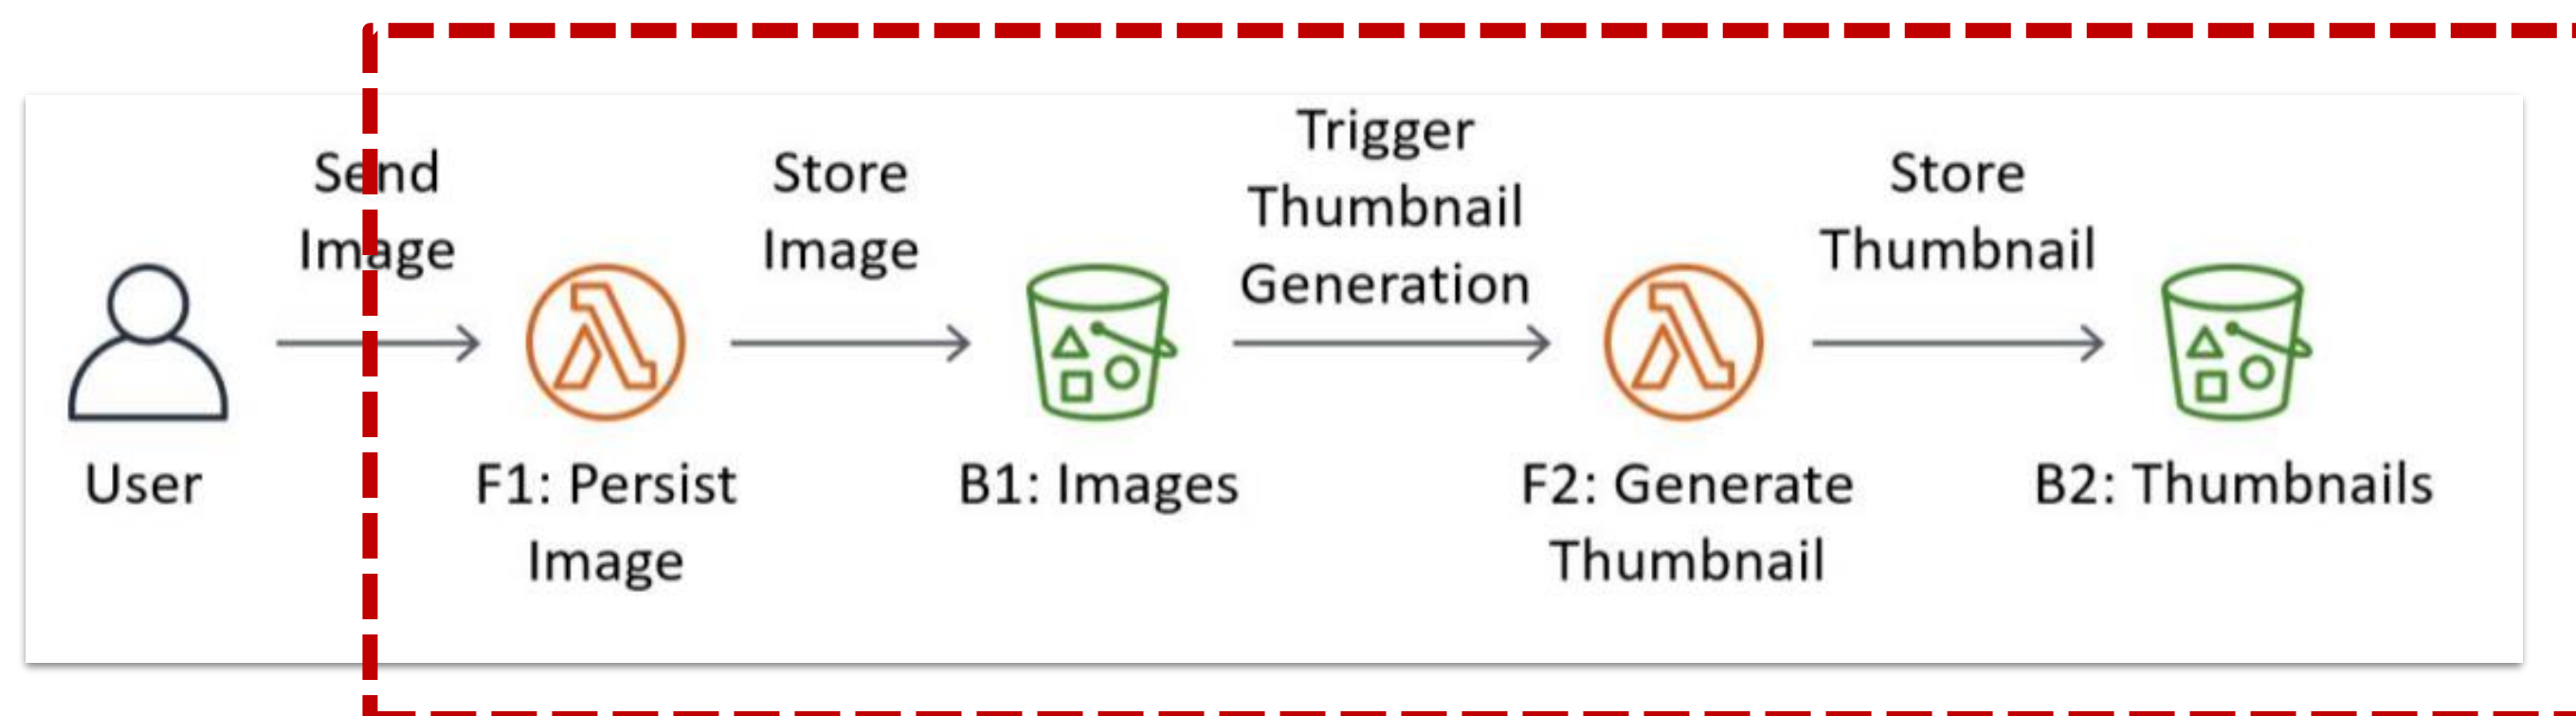 Send
Image
Store
Image
Trigger
Thumbnail
Generation
Store
Thumbnail
User
F1: Persist
Image
B1: Images
F2: Generate
Thumbnail
B2: Thumbnails